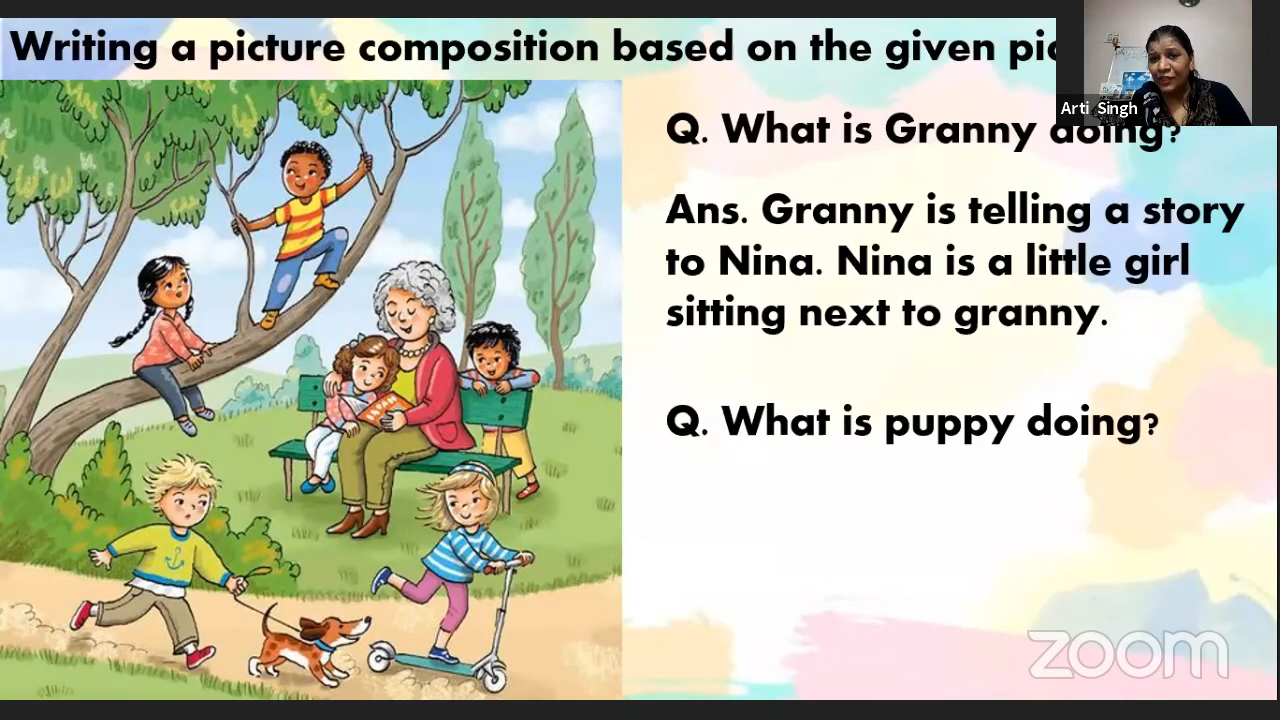 Writing a picture composition based on the given
Arti Singh
Q. What is Granny doing?
Ans. Granny is telling a story
to Nina. Nina is a little girl
sitting next to granny.
Q. What is puppy doing?
zoom